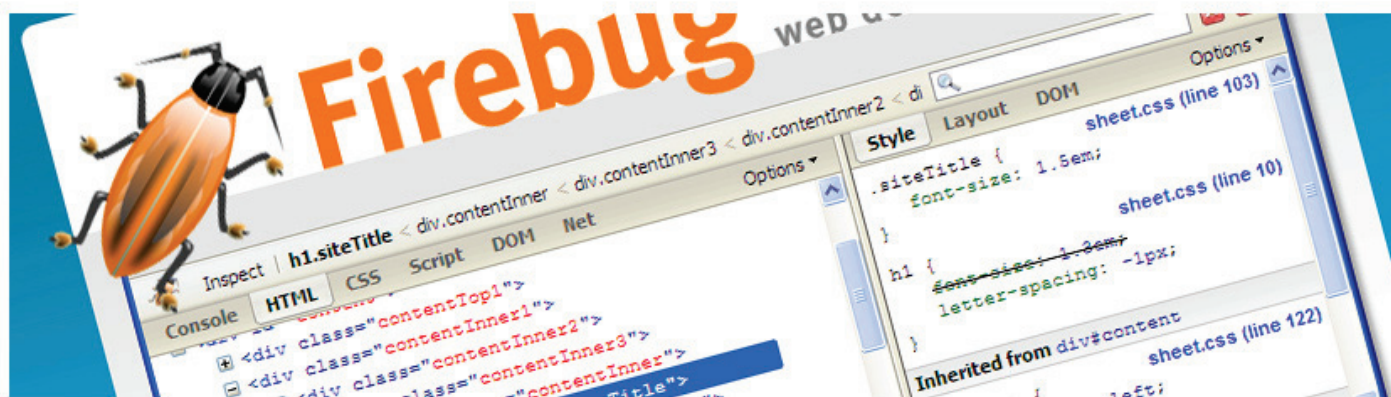 Firebug
web d
Inspect | h1.siteTitle < div.contentInner < div.contentInner3 < div.contentInner2 < di
Console HTML CSS Script DOM Net Options
<div class="contentTop1">
<div class="contentInner1">
<div class="contentInner2">
class="contentInner3">
class="contentInner">
Title">
Style Layout DOM Options
sheet.css (line 103)
.siteTitle {
font-size: 1.5em;
}
sheet.css (line 10)
h1 {
font-size: 1.3em;
letter-spacing: -1px;
}
Inherited from div#content
sheet.css (line 122)
{
left;